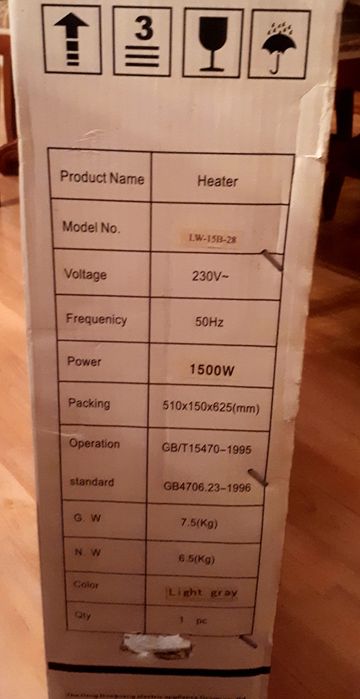 3
Product Name Heater
Model No. LW-15B-28
Voltage 230V~
Frequenicy 50Hz
Power 1500W
Packing 510x150x625(mm)
Operation GB/T15470-1995
standard GB4706.23-1996
G. W 7.5(Kg)
N. W 6.5(Kg)
Color Light gray
Qty 1 pc